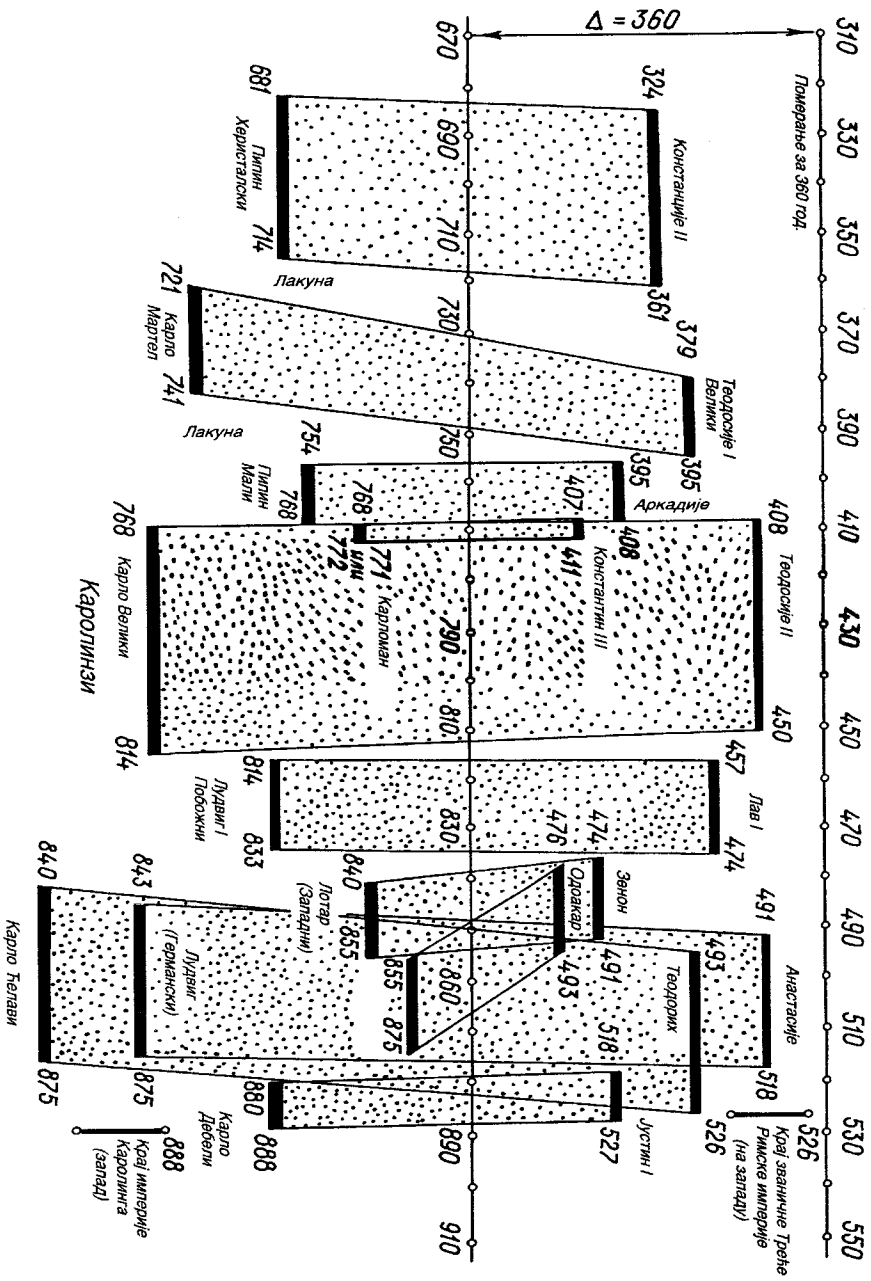 310 330 350 370 390 410 430 450 470 490 510 530 550
Померање за 360 год.
Δ = 360
526
Крај званичне Треће
Римске империје
(на западу)
526
408 Теодосије II 450
491 Анастасије 518
Теодосије I
Велики
379 395
457 Лав I 474
493 Теодорих 526
Констанције II
324 361
Аркадије
395 408
Јустин I
518 527
Зенон
474 491
Константин III
407 411
Одоакар
476 493
670 690 710 730 750 790 810 830 860 890 910
855 875
768 771
или
772
Карломан
840 855
Лотар
(Западни)
754 768
Пипин
Мали
681 714
Пипин
Херисталски
Лакуна
814 833
Лудвиг I
Побожни
880 888
Карло
Дебели
Лакуна
721 741
Карло
Мартел
768 814
Карло Велики
Каролинзи
843 875
Лудвиг
(Германски)
888
Крај империје
Каролинга
(запад)
840 875
Карло Ћелави